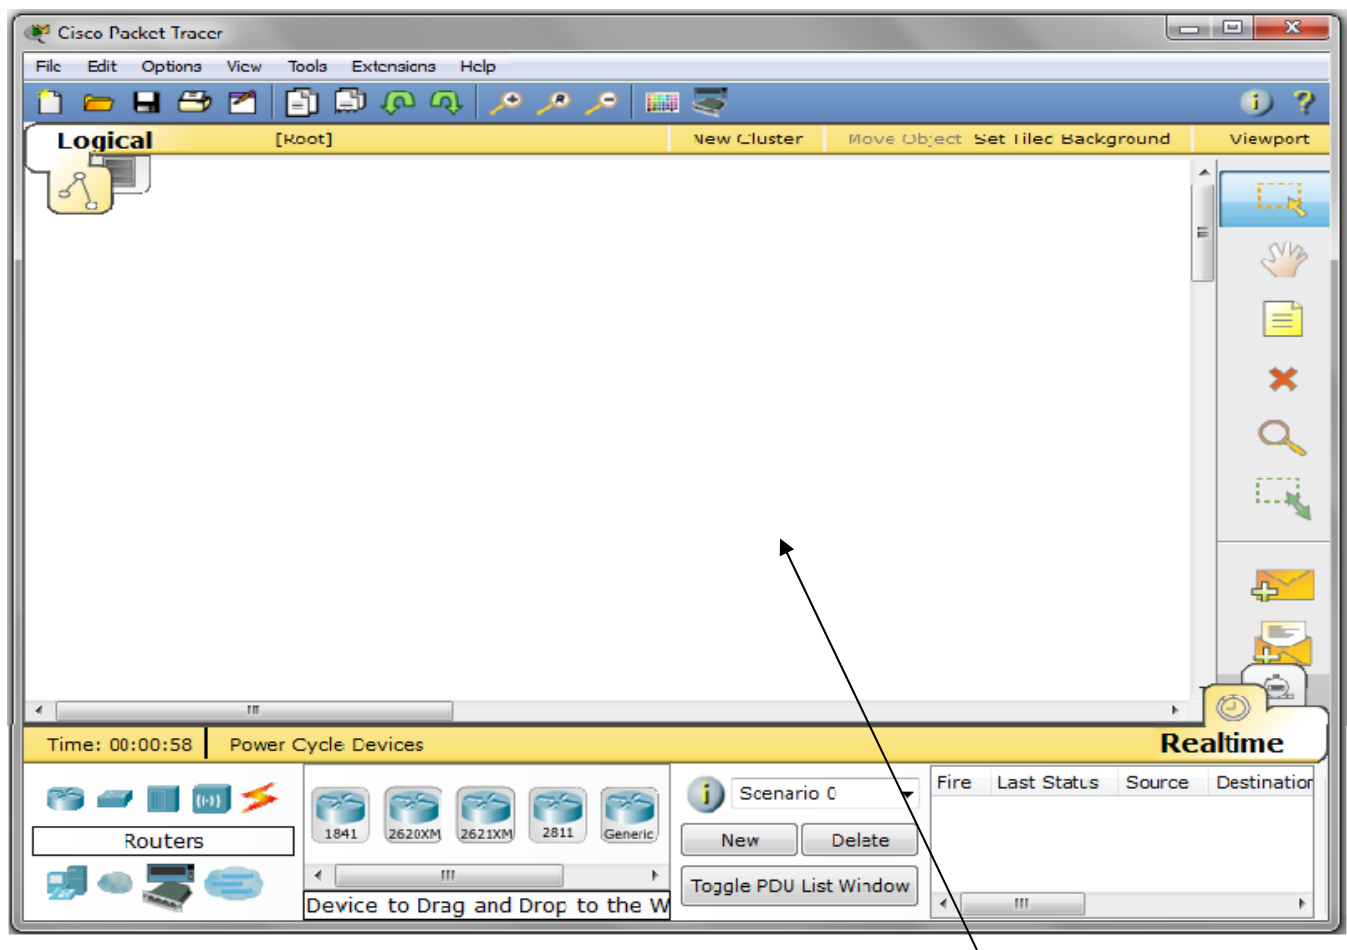 Cisco Packet Tracer
File Edit Options View Tools Extensions Help
Logical [Root] New Cluster Move Object Set Tiled Background Viewport
Time: 00:00:58 Power Cycle Devices Realtime
Fire Last Status Source Destination
Scenario 0
1841 2620XM 2621XM 2811 Generic
Routers
New Delete
Toggle PDU List Window
Device to Drag and Drop to the W